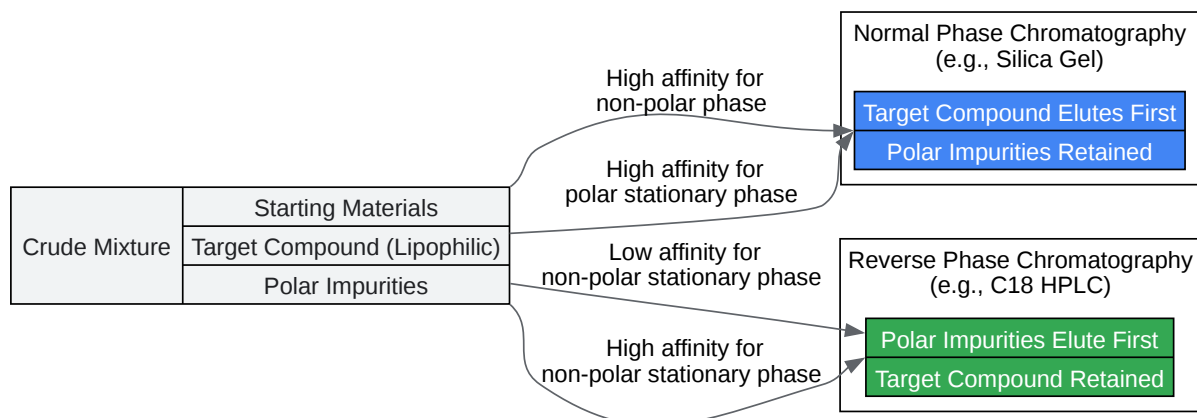 Crude Mixture
Starting Materials
Target Compound (Lipophilic)
Polar Impurities
High affinity for
non-polar phase
High affinity for
polar stationary phase
Low affinity for
non-polar stationary phase
High affinity for
non-polar stationary phase
Normal Phase Chromatography
(e.g., Silica Gel)
Target Compound Elutes First
Polar Impurities Retained
Reverse Phase Chromatography
(e.g., C18 HPLC)
Polar Impurities Elute First
Target Compound Retained